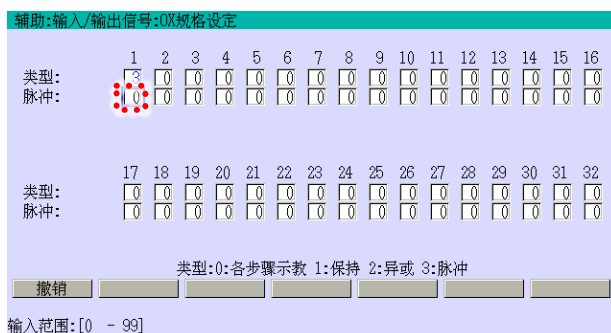 辅助:输入/输出信号:OX规格设定
1 2 3 4 5 6 7 8 9 10 11 12 13 14 15 16
类型: 3 0 0 0 0 0 0 0 0 0 0 0 0 0 0 0
脉冲: 0 0 0 0 0 0 0 0 0 0 0 0 0 0 0 0
17 18 19 20 21 22 23 24 25 26 27 28 29 30 31 32
类型: 0 0 0 0 0 0 0 0 0 0 0 0 0 0 0 0
脉冲: 0 0 0 0 0 0 0 0 0 0 0 0 0 0 0 0
类型:0:各步骤示教 1:保持 2:异或 3:脉冲
撤销
输入范围:[0 - 99]